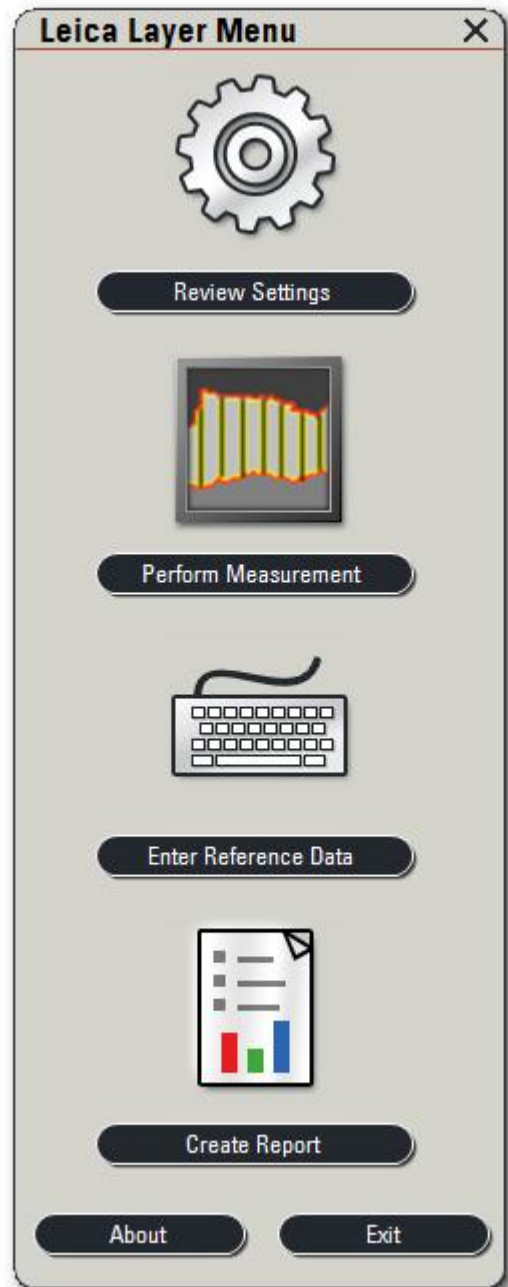 Leica Layer Menu
Review Settings
Perform Measurement
Enter Reference Data
Create Report
About
Exit